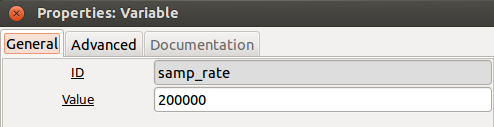 Properties: Variable
General Advanced Documentation
ID samp_rate
Value 200000